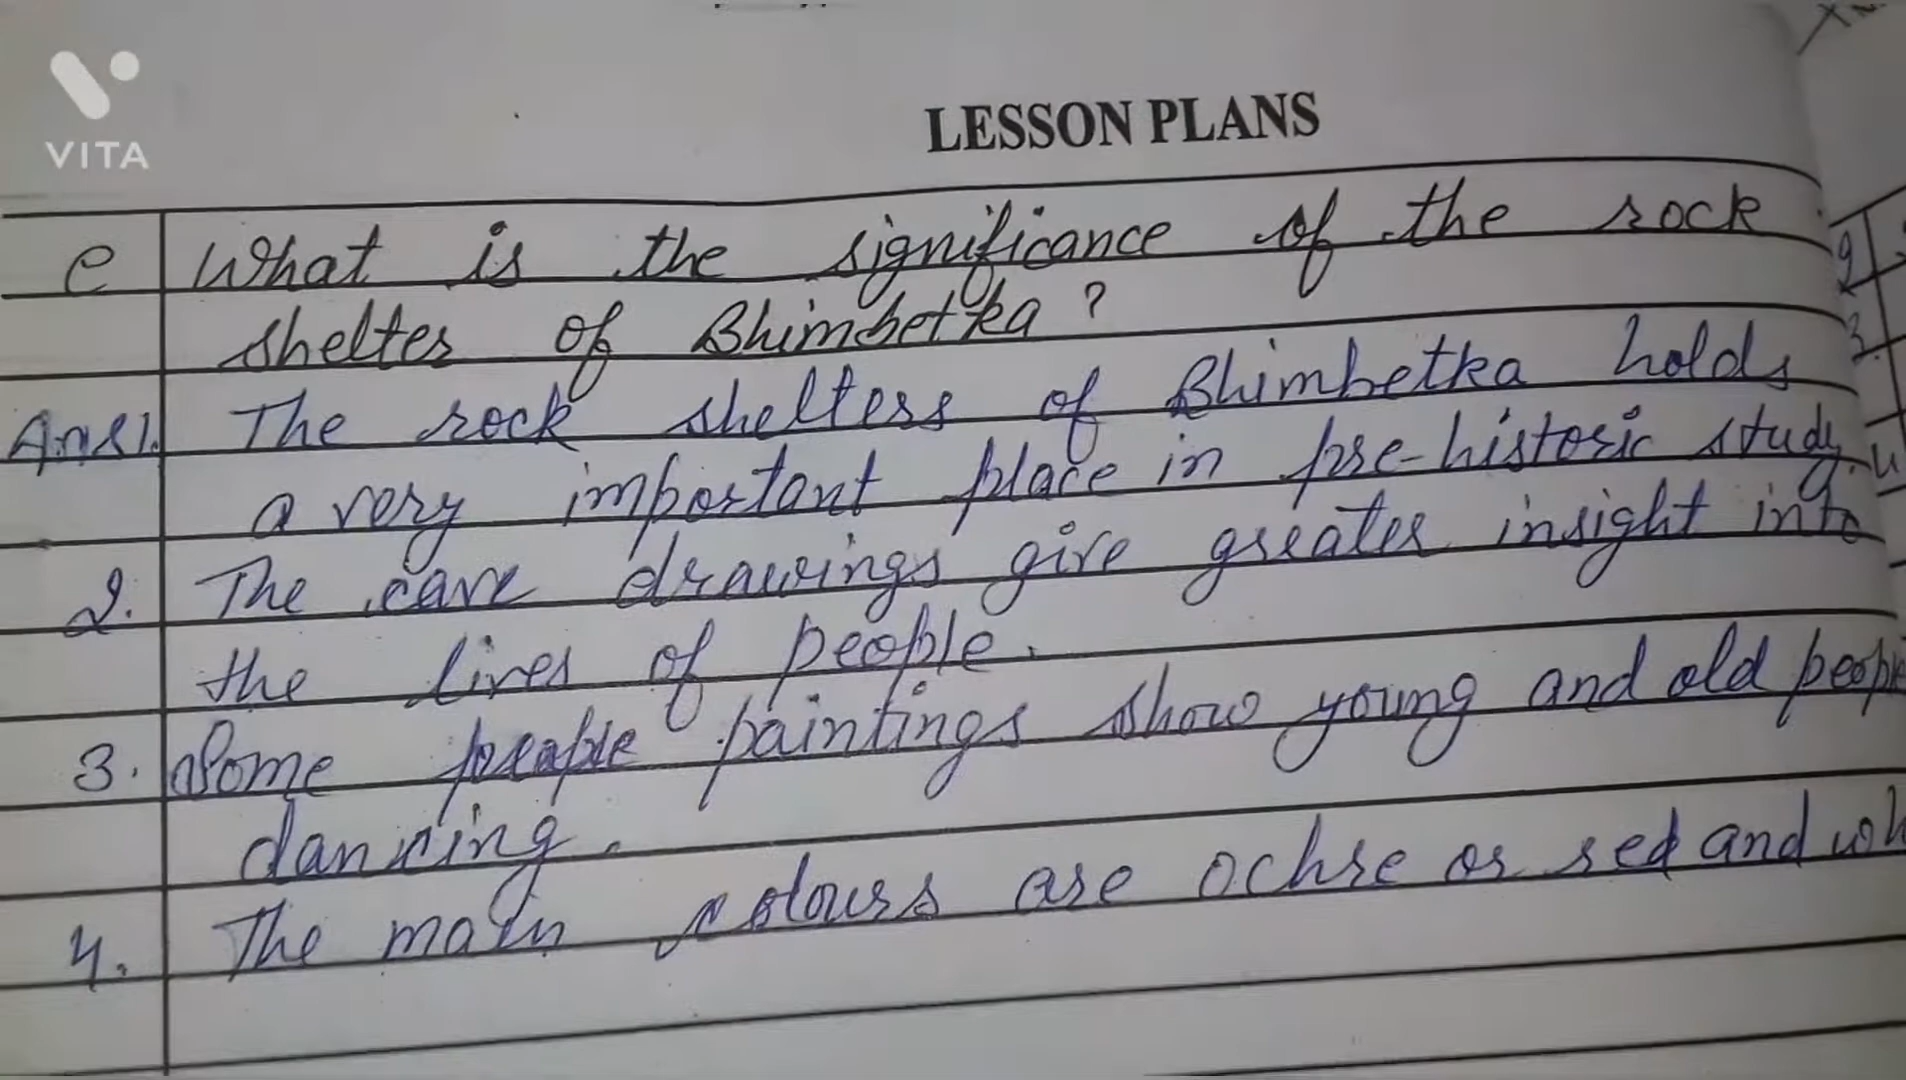 VITA
LESSON PLANS
e What is the significance of the rock
shelter of Bhimbetka?
Ans1. The rock shelters of Bhimbetka holds
a very important place in pre-historic study.
2. The cave drawings give greater insight into
the lives of people.
3. Some people paintings show young and old people
dancing.
4. The main colours are ochre or red and wh